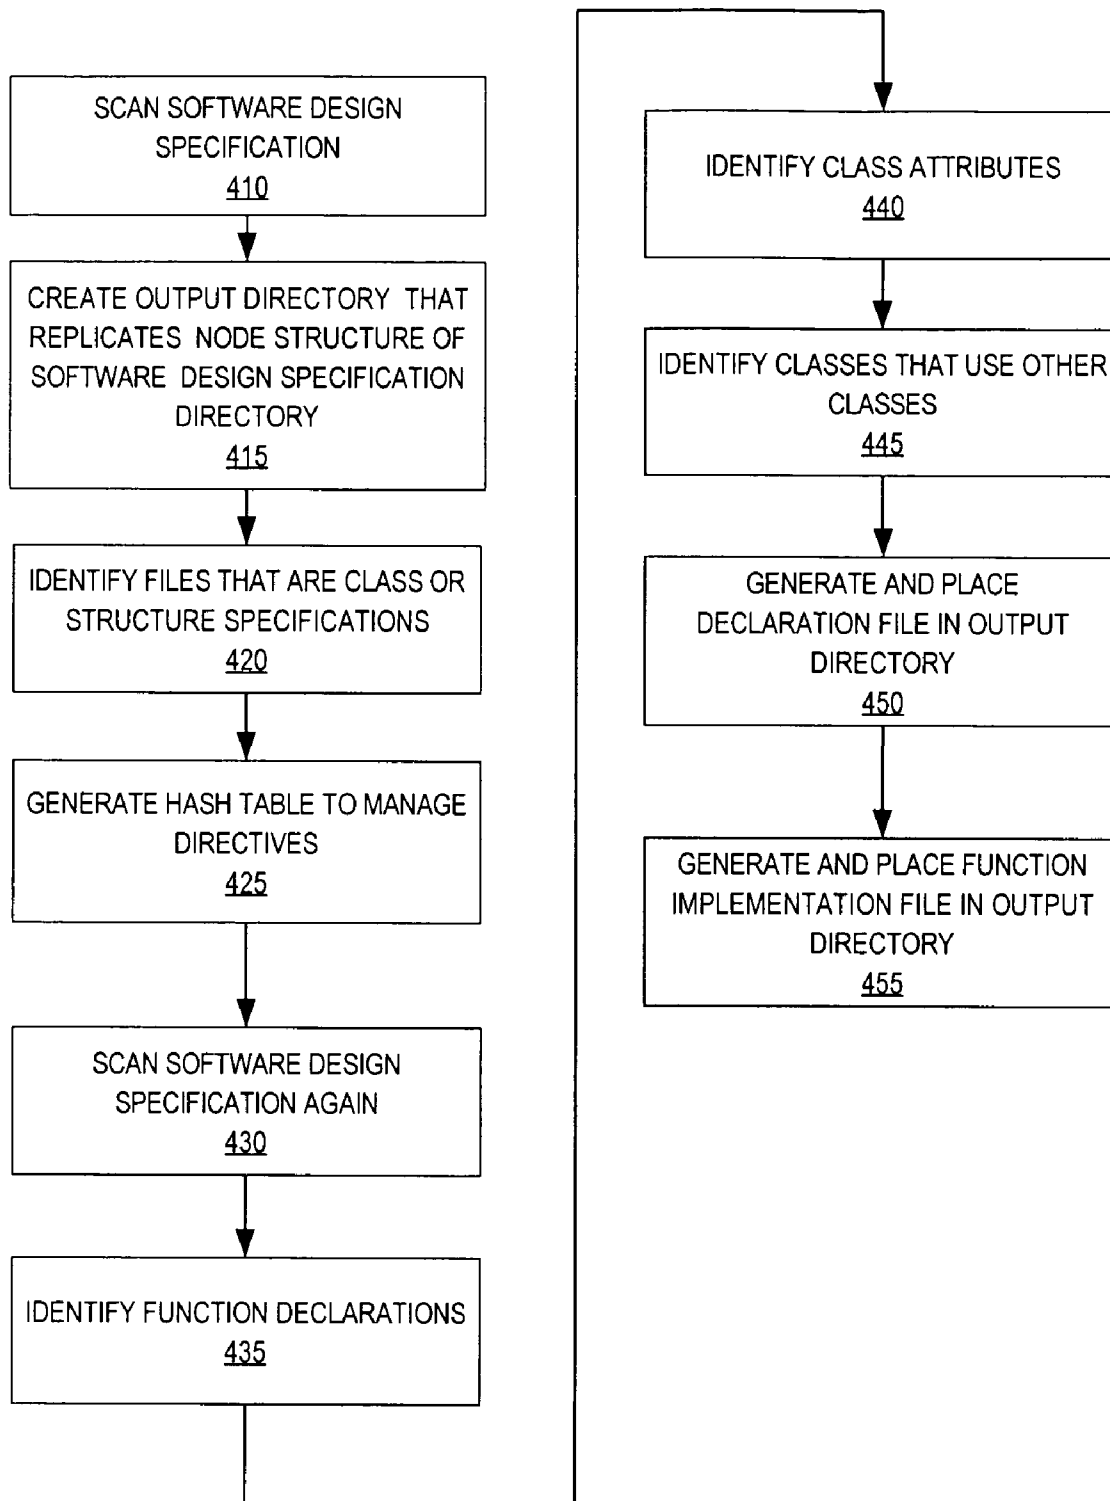 SCAN SOFTWARE DESIGN
SPECIFICATION
410
CREATE OUTPUT DIRECTORY THAT
REPLICATES NODE STRUCTURE OF
SOFTWARE DESIGN SPECIFICATION
DIRECTORY
415
IDENTIFY FILES THAT ARE CLASS OR
STRUCTURE SPECIFICATIONS
420
GENERATE HASH TABLE TO MANAGE
DIRECTIVES
425
SCAN SOFTWARE DESIGN
SPECIFICATION AGAIN
430
IDENTIFY FUNCTION DECLARATIONS
435
IDENTIFY CLASS ATTRIBUTES
440
IDENTIFY CLASSES THAT USE OTHER
CLASSES
445
GENERATE AND PLACE
DECLARATION FILE IN OUTPUT
DIRECTORY
450
GENERATE AND PLACE FUNCTION
IMPLEMENTATION FILE IN OUTPUT
DIRECTORY
455